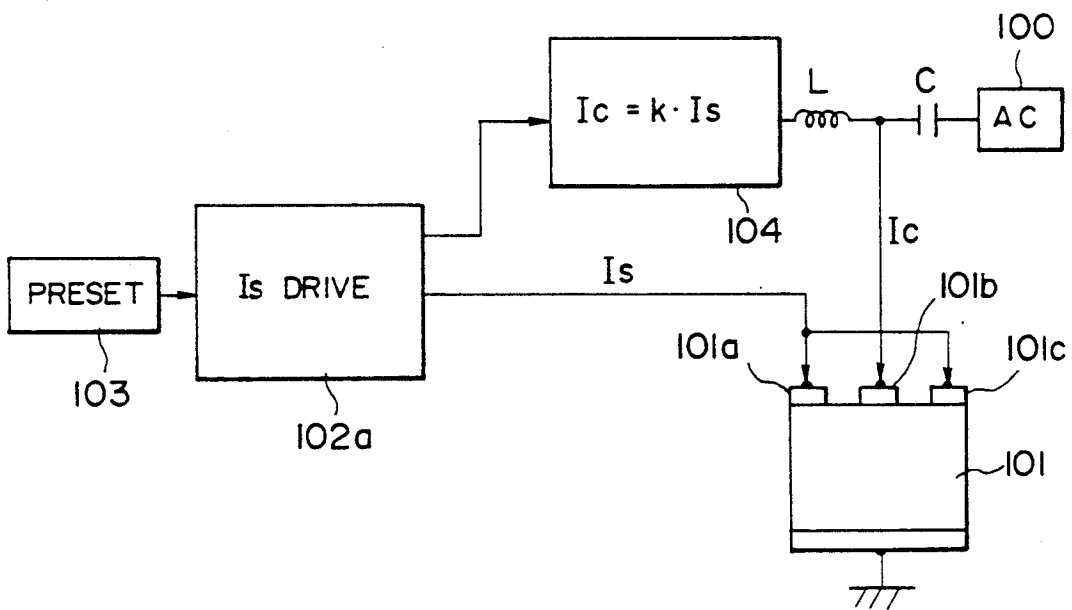 100
L
C
AC
Ic = k · Is
104
Ic
PRESET
Is DRIVE
Is
101b
101a
101c
103
102a
101